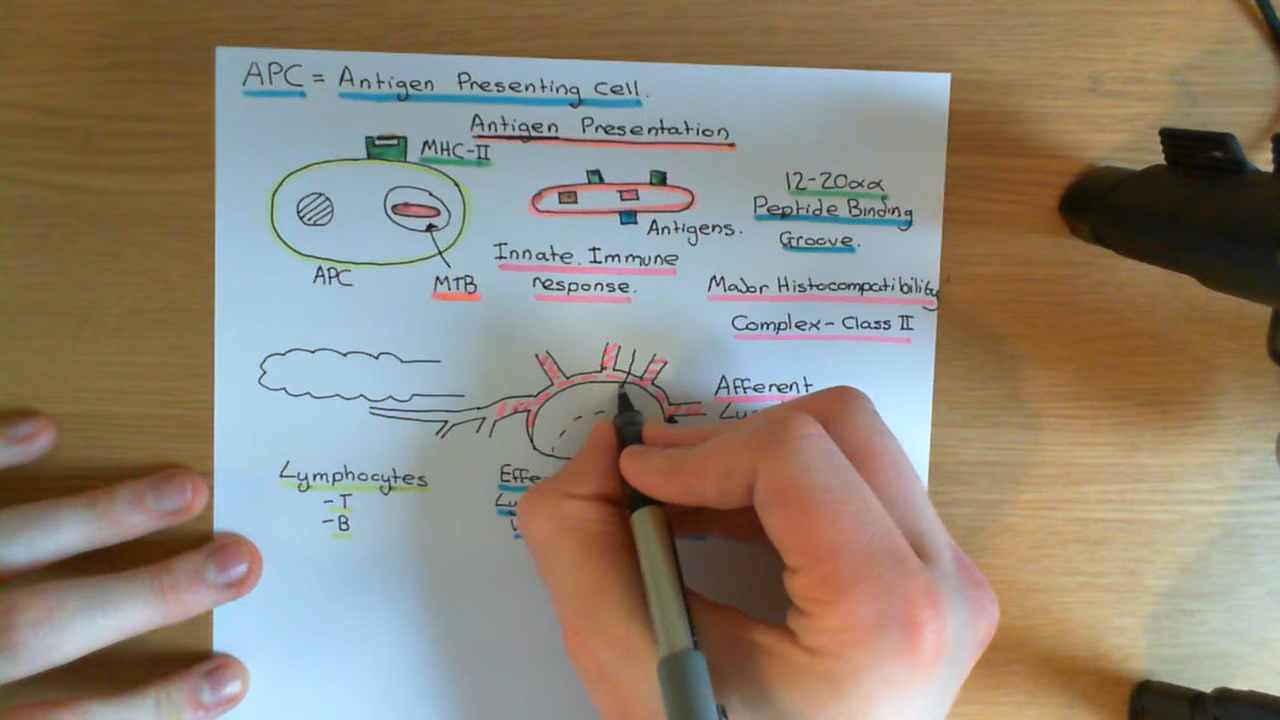 APC = Antigen Presenting Cell.
Antigen Presentation
MHC-II
12-20αα
Peptide Binding
Groove.
Antigens.
APC
MTB
Innate Immune
response.
Major Histocompatibility
Complex - Class II
Afferent
Lymphocytes
-T
-B